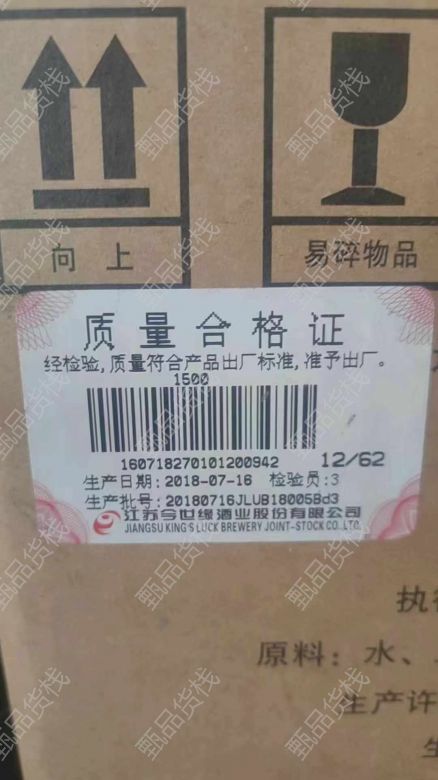 向上
易碎物品
质量合格证
经检验,质量符合产品出厂标准,准予出厂。
1500
160718270101200942
12/62
生产日期:2018-07-16 检验员:3
生产批号:20180716JLUB18005Bd3
江苏今世缘酒业股份有限公司
JIANGSU KING'S LUCK BREWERY JOINT-STOCK CO.,LTD.
执行
原料:水、
生产许
生
甄品货栈